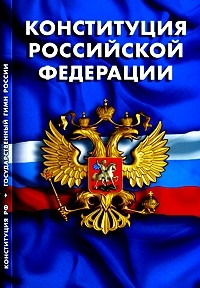 КОНСТИТУЦИЯ
РОССИЙСКОЙ
ФЕДЕРАЦИИ
КОНСТИТУЦИЯ РФ • ГОСУДАРСТВЕННЫЙ ГИМН РОССИИ